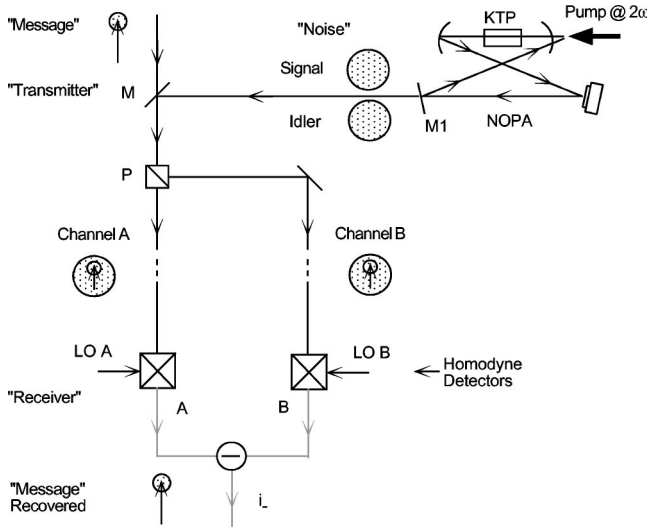 "Message"
"Noise"
KTP
Pump @ 2ω
Signal
"Transmitter"
M
Idler
M1
NOPA
P
Channel A
Channel B
LO A
LO B
Homodyne
Detectors
"Receiver"
A
B
"Message"
Recovered
i-